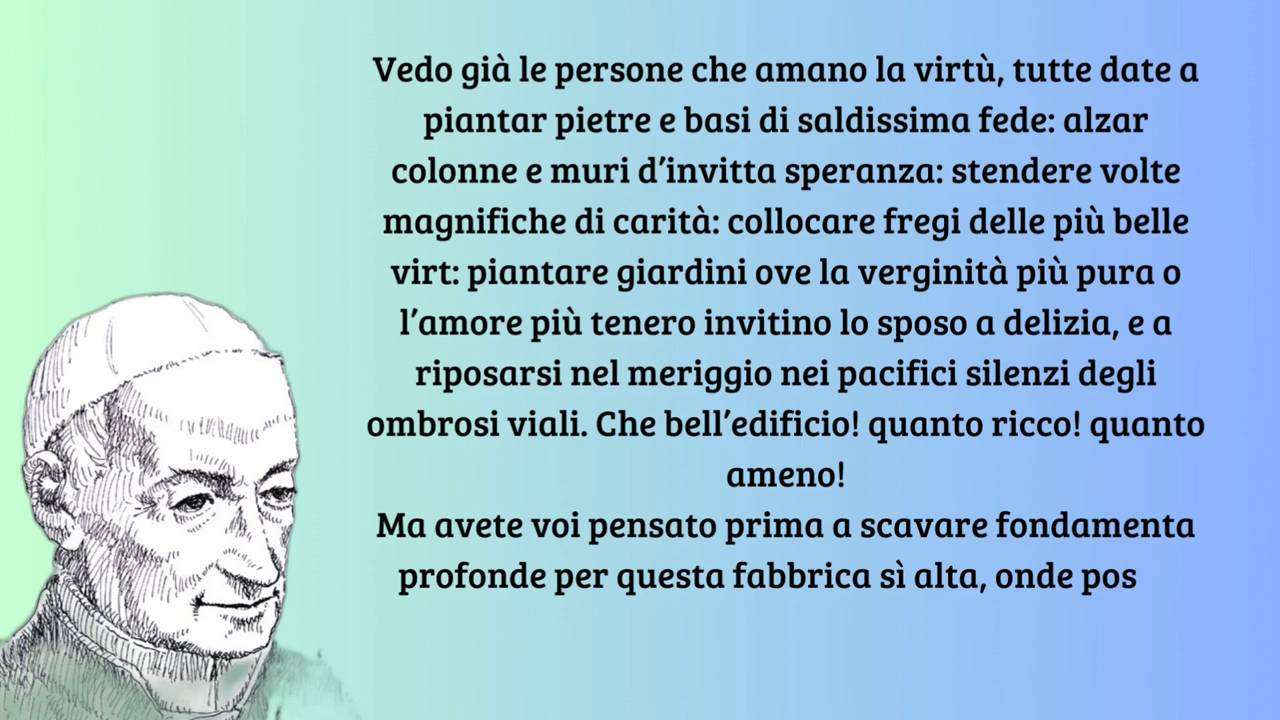 Vedo già le persone che amano la virtù, tutte date a
piantar pietre e basi di saldissima fede: alzar
colonne e muri d’invitta speranza: stendere volte
magnifiche di carità: collocare fregi delle più belle
virt: piantare giardini ove la verginità più pura o
l’amore più tenero invitino lo sposo a delizia, e a
riposarsi nel meriggio nei pacifici silenzi degli
ombrosi viali. Che bell’edificio! quanto ricco! quanto
ameno!
Ma avete voi pensato prima a scavare fondamenta
profonde per questa fabbrica sì alta, onde pos